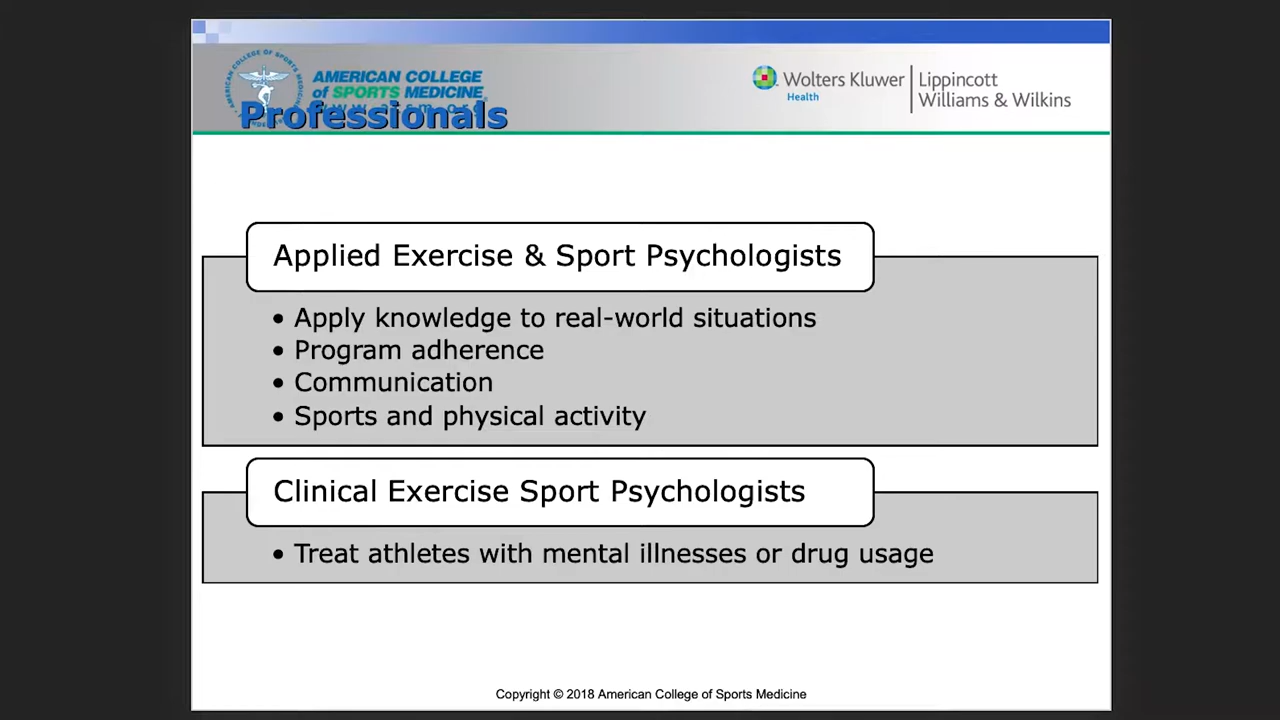 AMERICAN COLLEGE
of SPORTS MEDICINE
Professionals
Wolters Kluwer
Health
Lippincott
Williams & Wilkins
Applied Exercise & Sport Psychologists
• Apply knowledge to real-world situations
• Program adherence
• Communication
• Sports and physical activity
Clinical Exercise Sport Psychologists
• Treat athletes with mental illnesses or drug usage
Copyright © 2018 American College of Sports Medicine